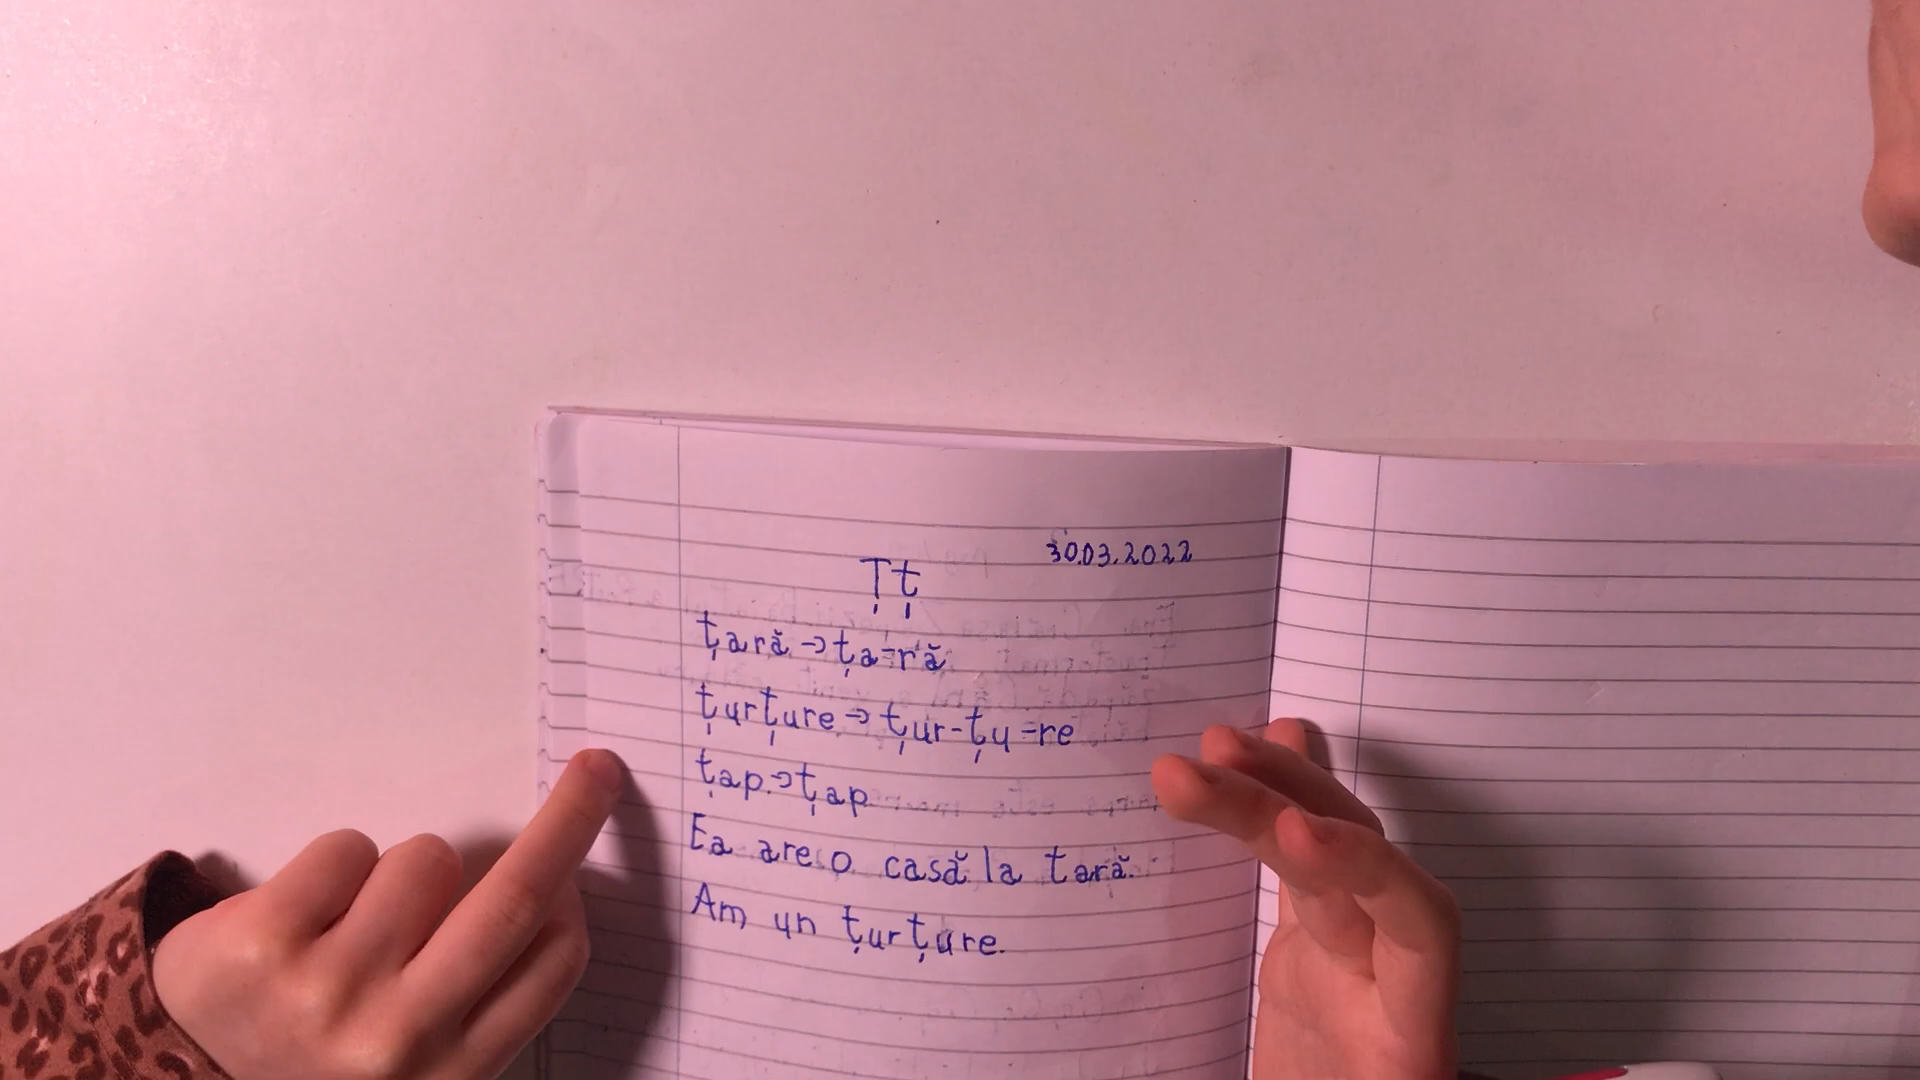 30.03.2022
Țț
țară → ța-ră
țurțure → țur-țu-re
țap → țap
Ea are o casă la tară.
Am un țurțure.